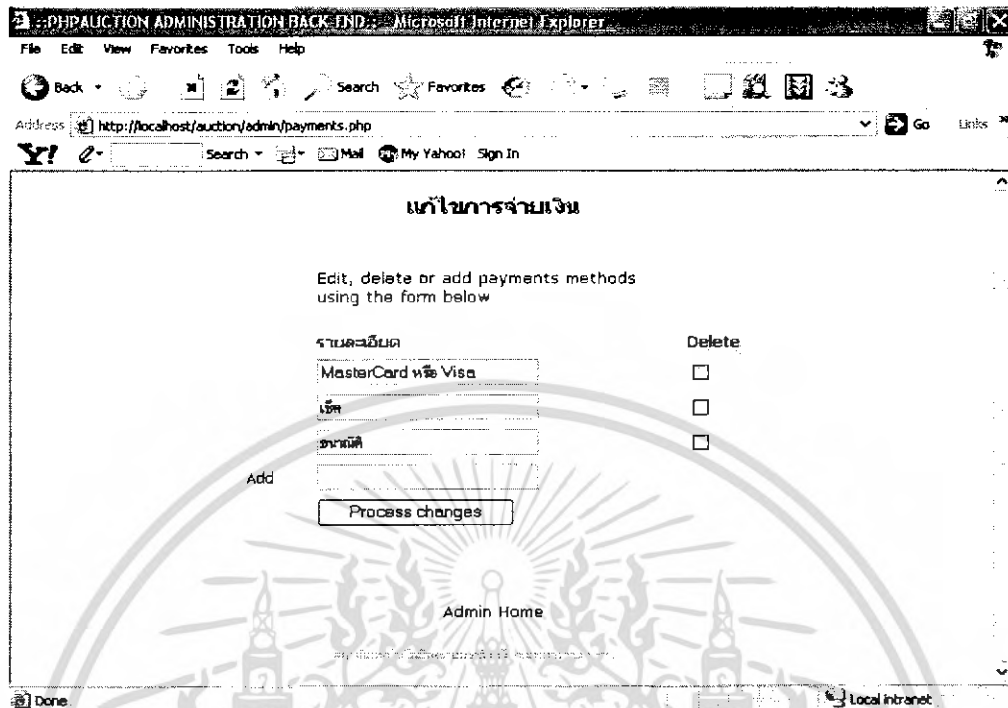 ::PHPAUCTION ADMINISTRATION BACK END:: - Microsoft Internet Explorer
File Edit View Favorites Tools Help
Back Search Favorites
Address http://localhost/auction/admin/payments.php Go Links
Y! Search Mail My Yahoo! Sign In
แก้ไขการจ่ายเงิน
Edit, delete or add payments methods
using the form below
รายละเอียด Delete
MasterCard หรือ Visa
เช็ค
ธนาณัติ
Add
Process changes
Admin Home
Done Local intranet